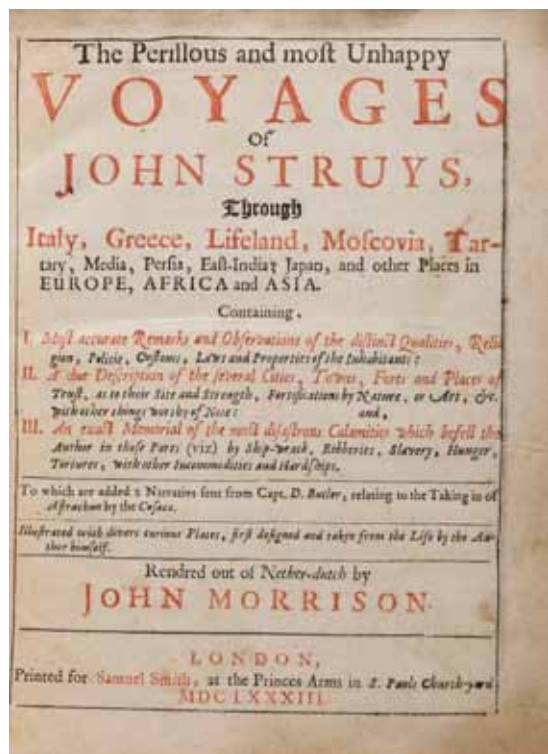 The Perillous and moſt Unhappy
VOYAGES
OF
JOHN STRUYS,
Through
Italy, Greece, Lifeland, Moſcovia, Tar-
tary, Media, Perſia, Eaſt-India, Japan, and other Places in
EUROPE, AFRICA and ASIA.
Containing,
I. Moſt accurate Remarks and Obſervations of the diſtinct Qualities, Reli-
gion, Policie, Cuſtoms, Laws and Properties of the Inhabitants:
II. A due Deſcription of the ſeveral Cities, Towns, Forts and Places of
Truſt, as to their Site and Strength, Fortifications by Nature, or Art, &c.
with other things worthy of Note: and,
III. An exact Memorial of the moſt diſaſtrous Calamities which befell the
Author in thoſe Parts (viz) by Ship-wrack, Robberies, Slavery, Hunger,
Tortures, with other Incommodities and Hardſhips.
To which are added 2 Narratives ſent from Capt. D. Butler, relating to the Taking in of
Aſtrachan by the Coſacs.
Illuſtrated with divers curious Plates, firſt deſigned and taken from the Life by the Au-
thor himſelf.
Rendred out of Nether-dutch by
JOHN MORRISON.
LONDON,
Printed for Samuel Smith, at the Princes Arms in S. Pauls Church-yard
MDCLXXXIII.